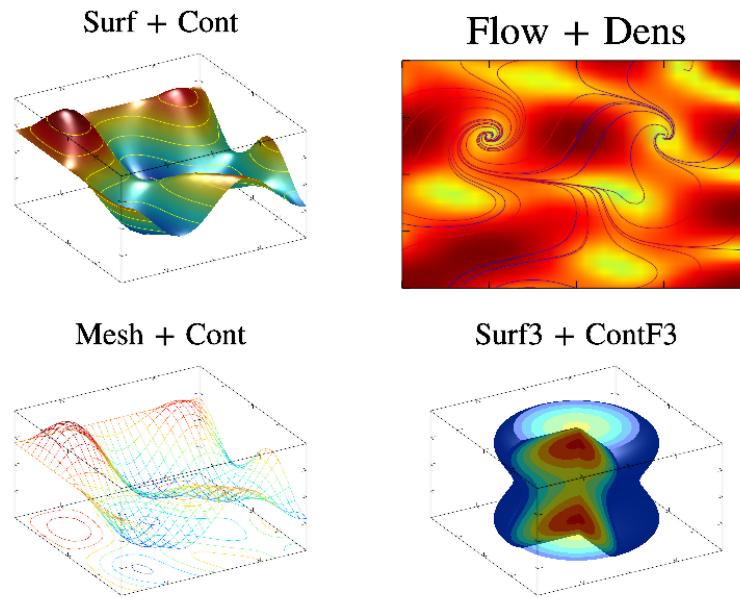 Surf + Cont
Flow + Dens
Mesh + Cont
Surf3 + ContF3